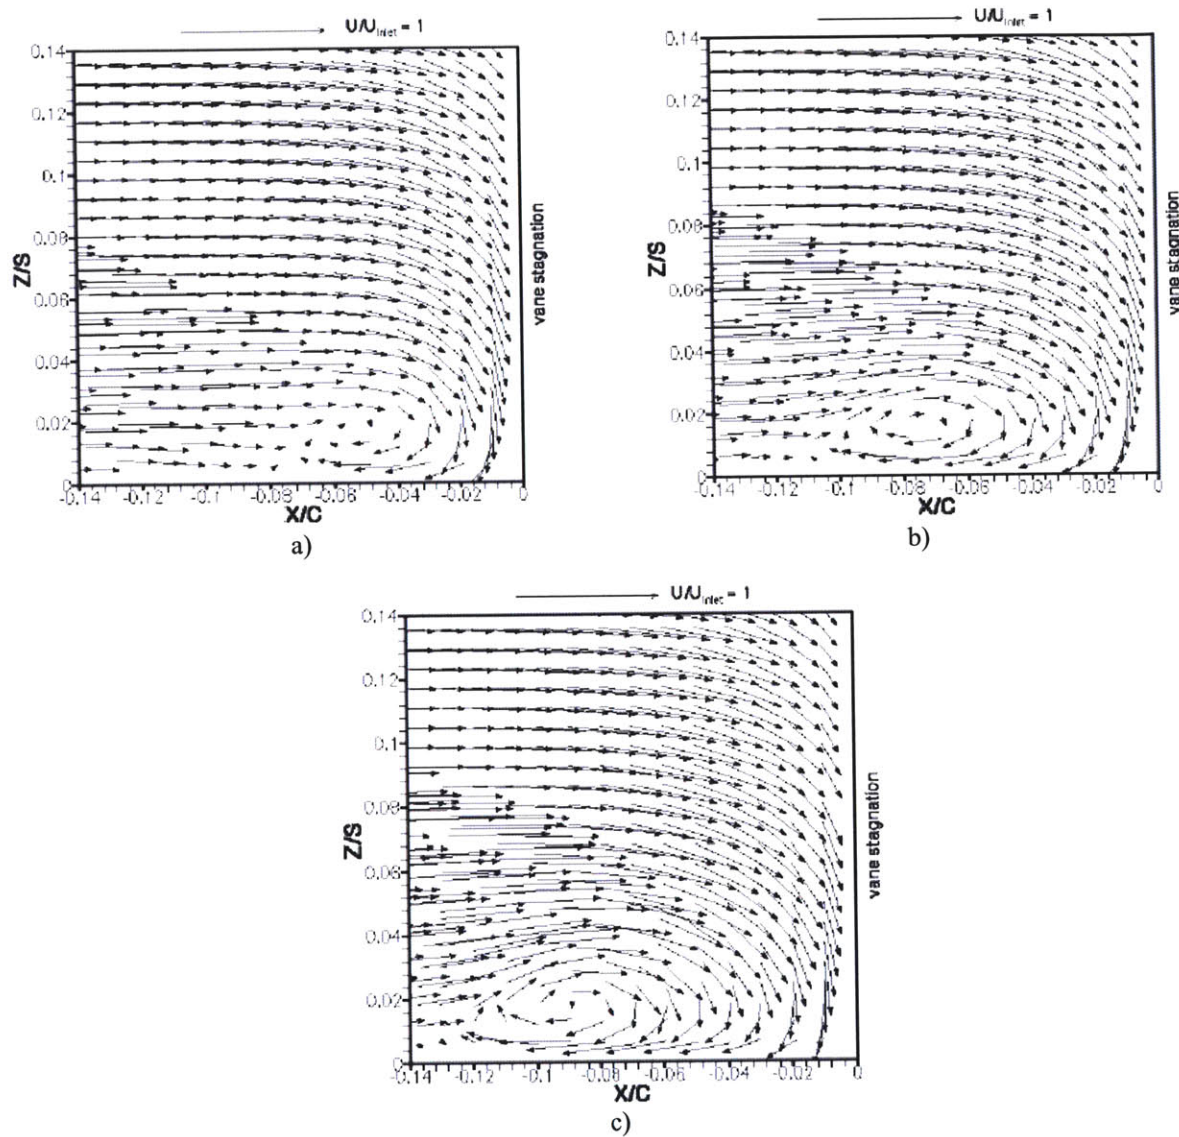 U/U_inlet = 1
0.14
0.12
0.1
0.08
0.06
0.04
0.02
0
Z/S
-0.14 -0.12 -0.1 -0.08 -0.06 -0.04 -0.02 0
X/C
vane stagnation
a)
U/U_inlet = 1
0.14
0.12
0.1
0.08
0.06
0.04
0.02
0
Z/S
-0.14 -0.12 -0.1 -0.08 -0.06 -0.04 -0.02 0
X/C
vane stagnation
b)
U/U_inlet = 1
0.14
0.12
0.1
0.08
0.06
0.04
0.02
0
Z/S
-0.14 -0.12 -0.1 -0.08 -0.06 -0.04 -0.02 0
X/C
vane stagnation
c)